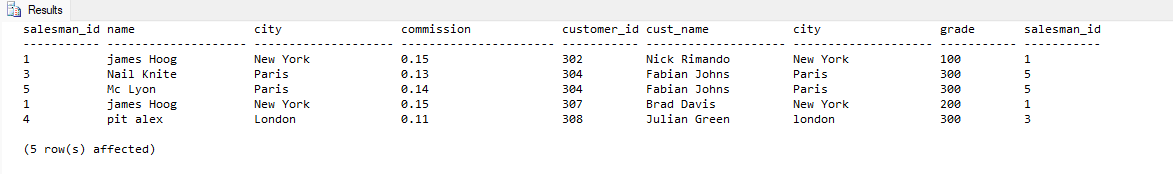 Results
salesman_id name                 city                 commission            customer_id cust_name            city                 grade       salesman_id
----------- -------------------- -------------------- --------------------- ----------- -------------------- -------------------- ----------- -----------
1           james Hoog           New York             0.15                  302         Nick Rimando         New York             100         1
3           Nail Knite           Paris                0.13                  304         Fabian Johns         Paris                300         5
5           Mc Lyon              Paris                0.14                  304         Fabian Johns         Paris                300         5
1           james Hoog           New York             0.15                  307         Brad Davis           New York             200         1
4           pit alex             London               0.11                  308         Julian Green         london               300         3
(5 row(s) affected)